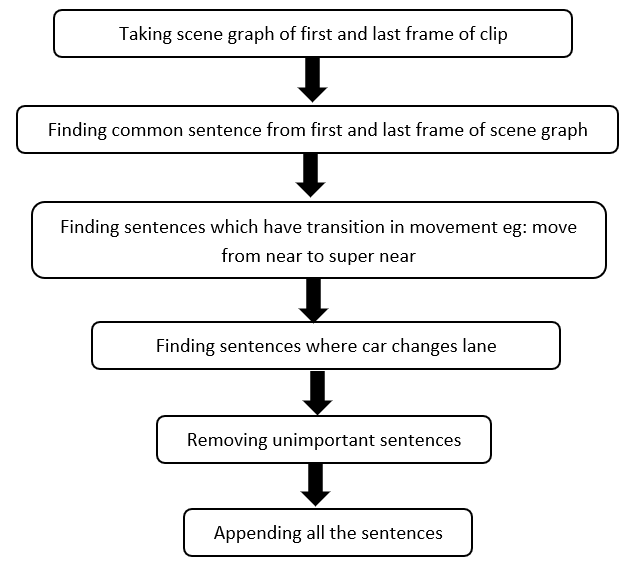 Taking scene graph of first and last frame of clip
Finding common sentence from first and last frame of scene graph
Finding sentences which have transition in movement eg: move
from near to super near
Finding sentences where car changes lane
Removing unimportant sentences
Appending all the sentences